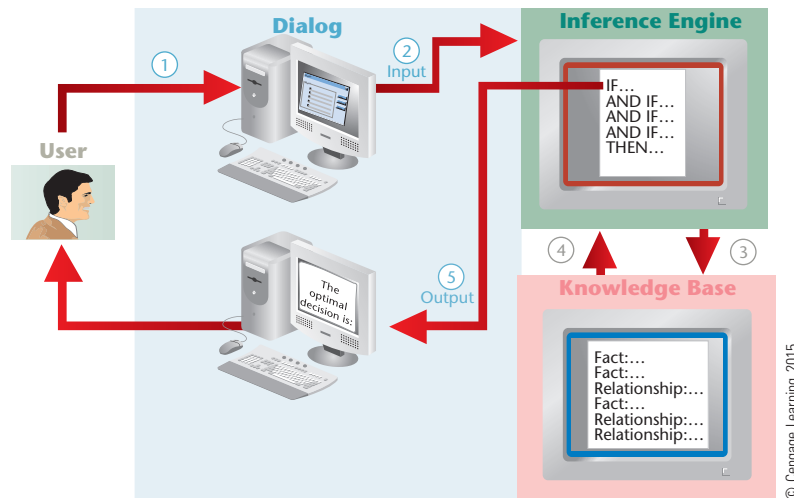 Dialog
Inference Engine
1
2
Input
IF…
AND IF…
AND IF…
AND IF…
THEN…
User
4
3
5
Output
The
optimal
decision is:
Knowledge Base
Fact:…
Fact:…
Relationship:…
Fact:…
Relationship:…
Relationship:…
© Cengage Learning 2015